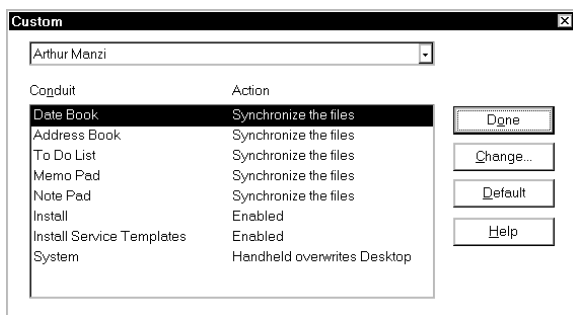 Custom
Arthur Manzi
Conduit Action
Date Book Synchronize the files
Address Book Synchronize the files
To Do List Synchronize the files
Memo Pad Synchronize the files
Note Pad Synchronize the files
Install Enabled
Install Service Templates Enabled
System Handheld overwrites Desktop
Done
Change...
Default
Help